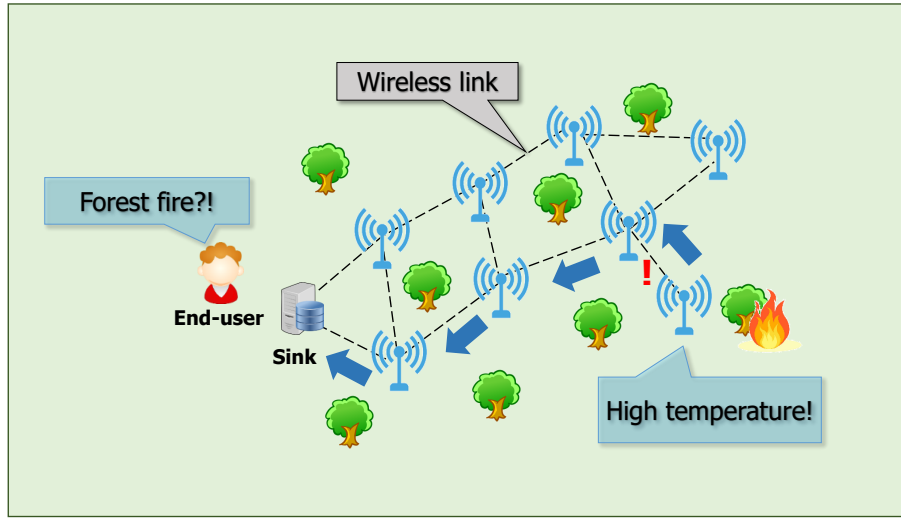 Wireless link
Forest fire?!
End-user
Sink
!
High temperature!